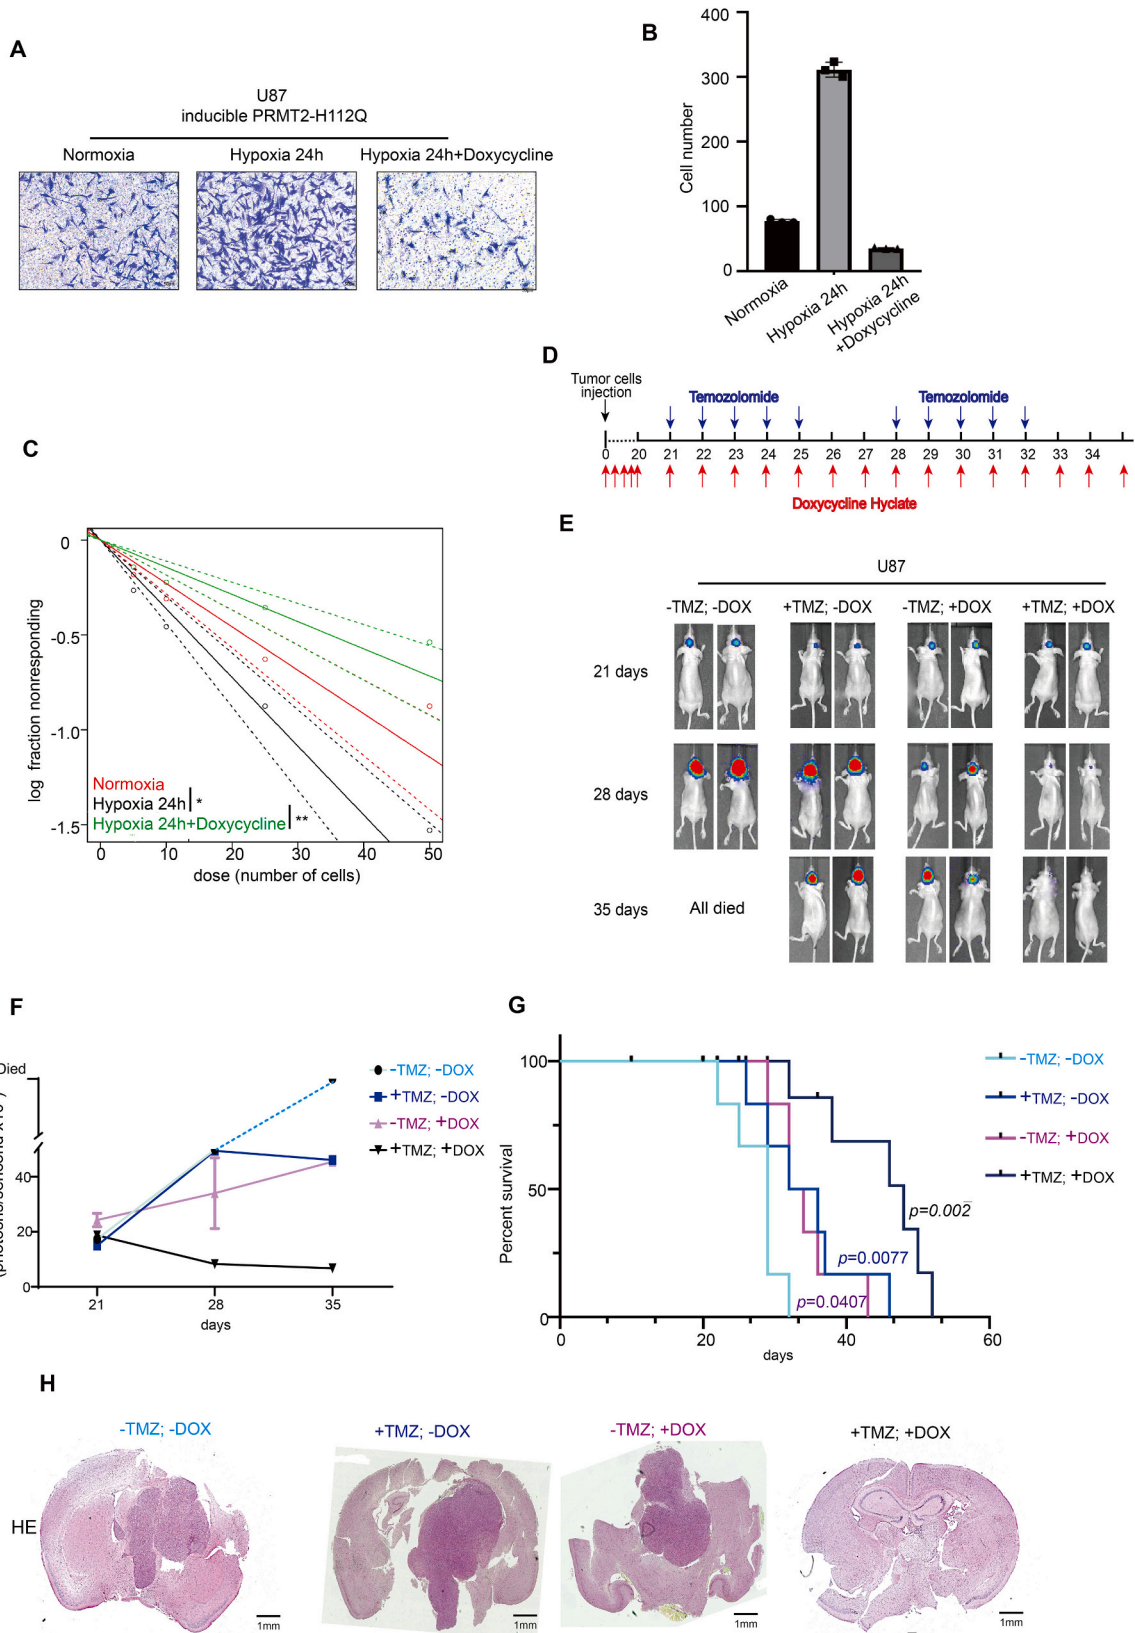 A
U87
inducible PRMT2-H112Q
Normoxia
Hypoxia 24h
Hypoxia 24h+Doxycycline
B
400
300
200
100
0
Cell number
Normoxia
Hypoxia 24h
Hypoxia 24h
+Doxycycline
C
0
-0.5
-1.0
-1.5
log fraction nonresponding
Normoxia
Hypoxia 24h
*
Hypoxia 24h+Doxycycline
**
0 10 20 30 40 50
dose (number of cells)
D
Tumor cells
injection
Temozolomide
Temozolomide
0 20 21 22 23 24 25 26 27 28 29 30 31 32 33 34
Doxycycline Hyclate
E
U87
-TMZ; -DOX
+TMZ; -DOX
-TMZ; +DOX
+TMZ; +DOX
21 days
28 days
35 days
All died
F
Died
40
20
0
21 28 35
days
-TMZ; -DOX
+TMZ; -DOX
-TMZ; +DOX
+TMZ; +DOX
G
100
50
0
Percent survival
0 20 40 60
days
p=0.002
p=0.0077
p=0.0407
-TMZ; -DOX
+TMZ; -DOX
-TMZ; +DOX
+TMZ; +DOX
H
-TMZ; -DOX
+TMZ; -DOX
-TMZ; +DOX
+TMZ; +DOX
HE
1mm
1mm
1mm
1mm